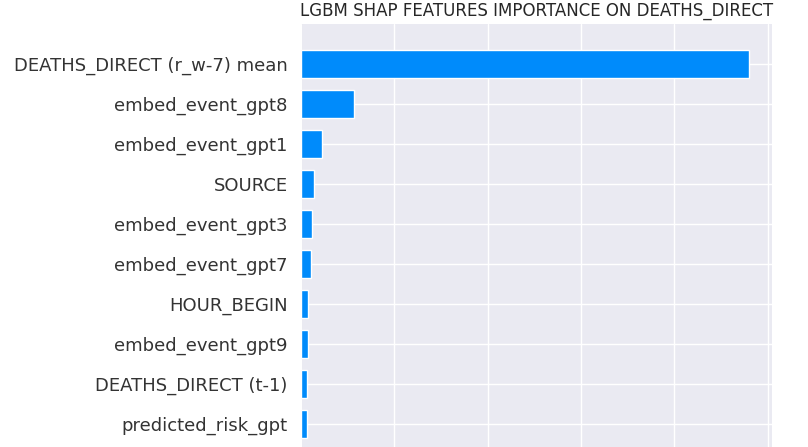 LGBM SHAP FEATURES IMPORTANCE ON DEATHS_DIRECT
DEATHS_DIRECT (r_w-7) mean
embed_event_gpt8
embed_event_gpt1
SOURCE
embed_event_gpt3
embed_event_gpt7
HOUR_BEGIN
embed_event_gpt9
DEATHS_DIRECT (t-1)
predicted_risk_gpt